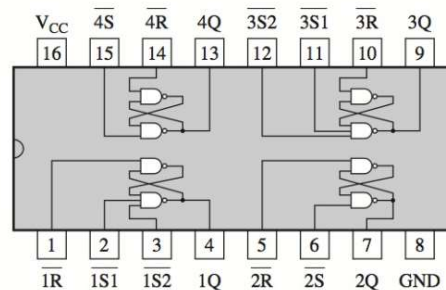 V_CC 4S̅ 4R̅ 4Q 3S2̅ 3S1̅ 3R̅ 3Q
16 15 14 13 12 11 10 9
1 2 3 4 5 6 7 8
1R̅ 1S1̅ 1S2̅ 1Q 2R̅ 2S̅ 2Q GND